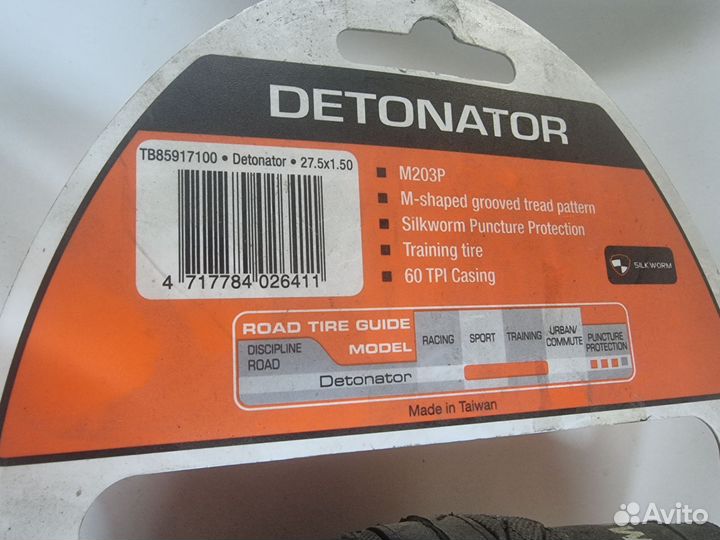 DETONATOR
TB85917100 • Detonator • 27.5x1.50
4 717784 026411
M203P
M-shaped grooved tread pattern
Silkworm Puncture Protection
Training tire
60 TPI Casing
SILKWORM
ROAD TIRE GUIDE
DISCIPLINE
ROAD
MODEL
RACING
SPORT
TRAINING
URBAN/
COMMUTE
PUNCTURE
PROTECTION
Detonator
Made in Taiwan
Avito